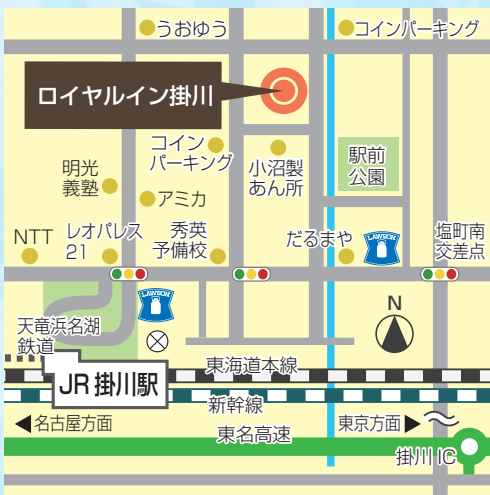 うおゆう
コインパーキング
ロイヤルイン掛川
コイン
パーキング
小沼製
あん所
駅前
公園
明光
義塾
アミカ
NTT
レオパレス
21
秀英
予備校
だるまや
LAWSON
塩町南
交差点
LAWSON
N
天竜浜名湖
鉄道
JR 掛川駅
東海道本線
新幹線
名古屋方面
東名高速
東京方面
掛川 IC